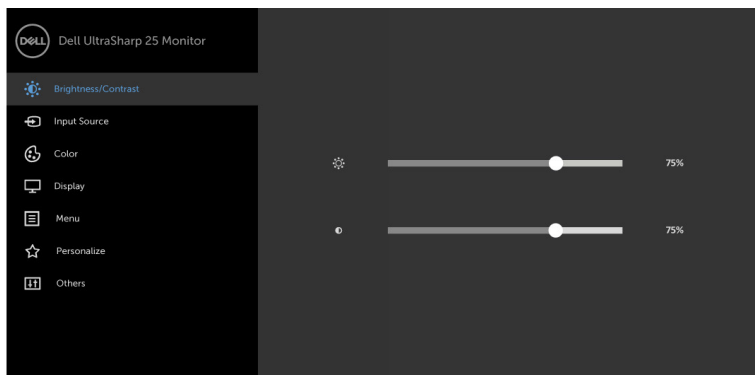 DELL
Dell UltraSharp 25 Monitor
Brightness/Contrast
Input Source
Color
75%
Display
Menu
75%
Personalize
Others